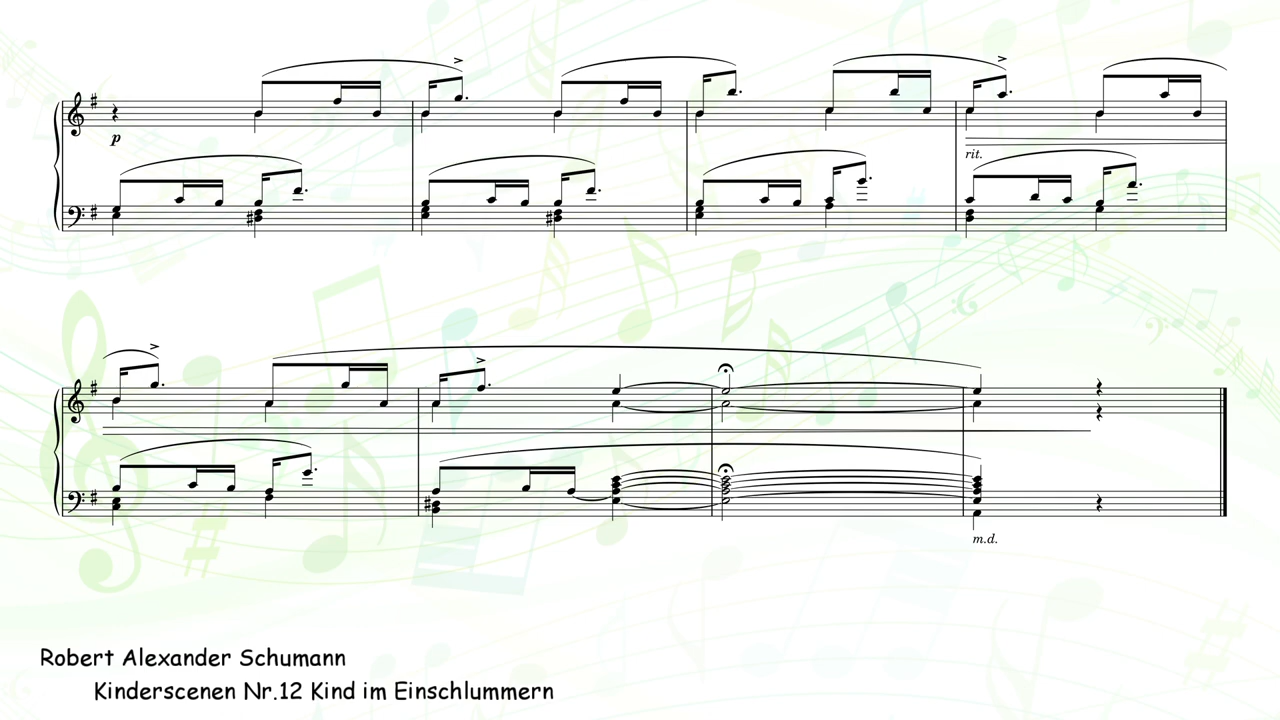 p
rit.
m.d.
Robert Alexander Schumann
Kinderscenen Nr.12 Kind im Einschlummern